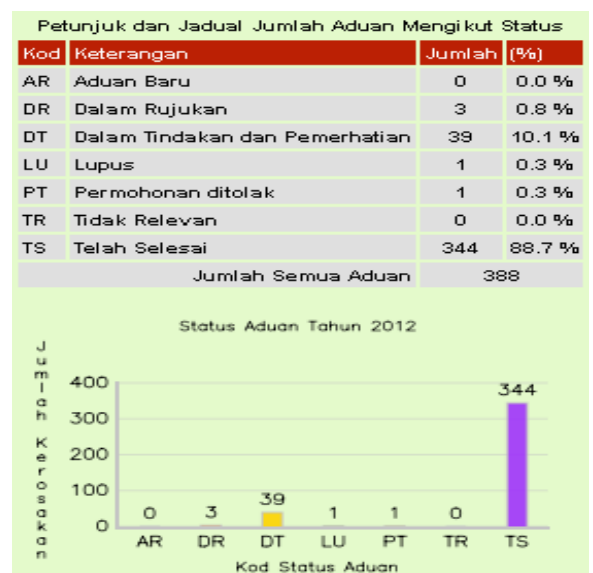 Petunjuk dan Jadual Jumlah Aduan Mengikut Status
Kod Keterangan Jumlah (%)
AR Aduan Baru 0 0.0 %
DR Dalam Rujukan 3 0.8 %
DT Dalam Tindakan dan Pemerhatian 39 10.1 %
LU Lupus 1 0.3 %
PT Permohonan ditolak 1 0.3 %
TR Tidak Relevan 0 0.0 %
TS Telah Selesai 344 88.7 %
Jumlah Semua Aduan 388
Status Aduan Tahun 2012
Jumlah Kerosakan
400
300
200
100
0
0 3 39 1 1 0 344
AR DR DT LU PT TR TS
Kod Status Aduan